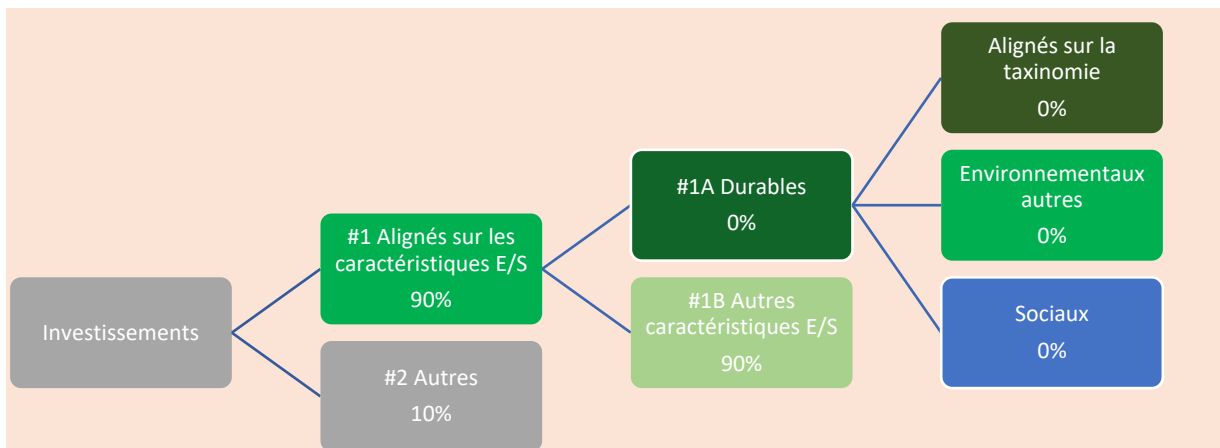 Investissements
#1 Alignés sur les
caractéristiques E/S
90%
#2 Autres
10%
#1A Durables
0%
#1B Autres
caractéristiques E/S
90%
Alignés sur la
taxinomie
0%
Environnementaux
autres
0%
Sociaux
0%